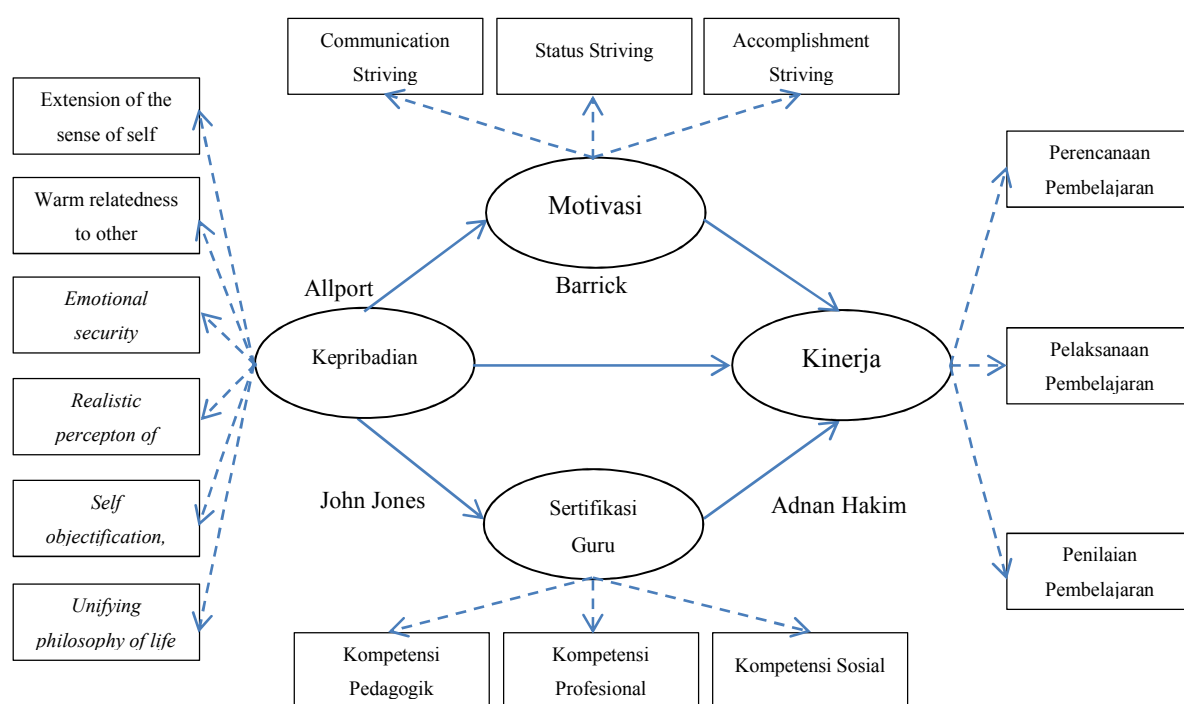 Communication
Striving
Status Striving
Accomplishment
Striving
Extension of the
sense of self
Warm relatedness
to other
Emotional
security
Realistic
percepton of
Self
objectification,
Unifying
philosophy of life
Motivasi
Barrick
Allport
Kepribadian
Kinerja
John Jones
Sertifikasi
Guru
Adnan Hakim
Perencanaan
Pembelajaran
Pelaksanaan
Pembelajaran
Penilaian
Pembelajaran
Kompetensi
Pedagogik
Kompetensi
Profesional
Kompetensi Sosial